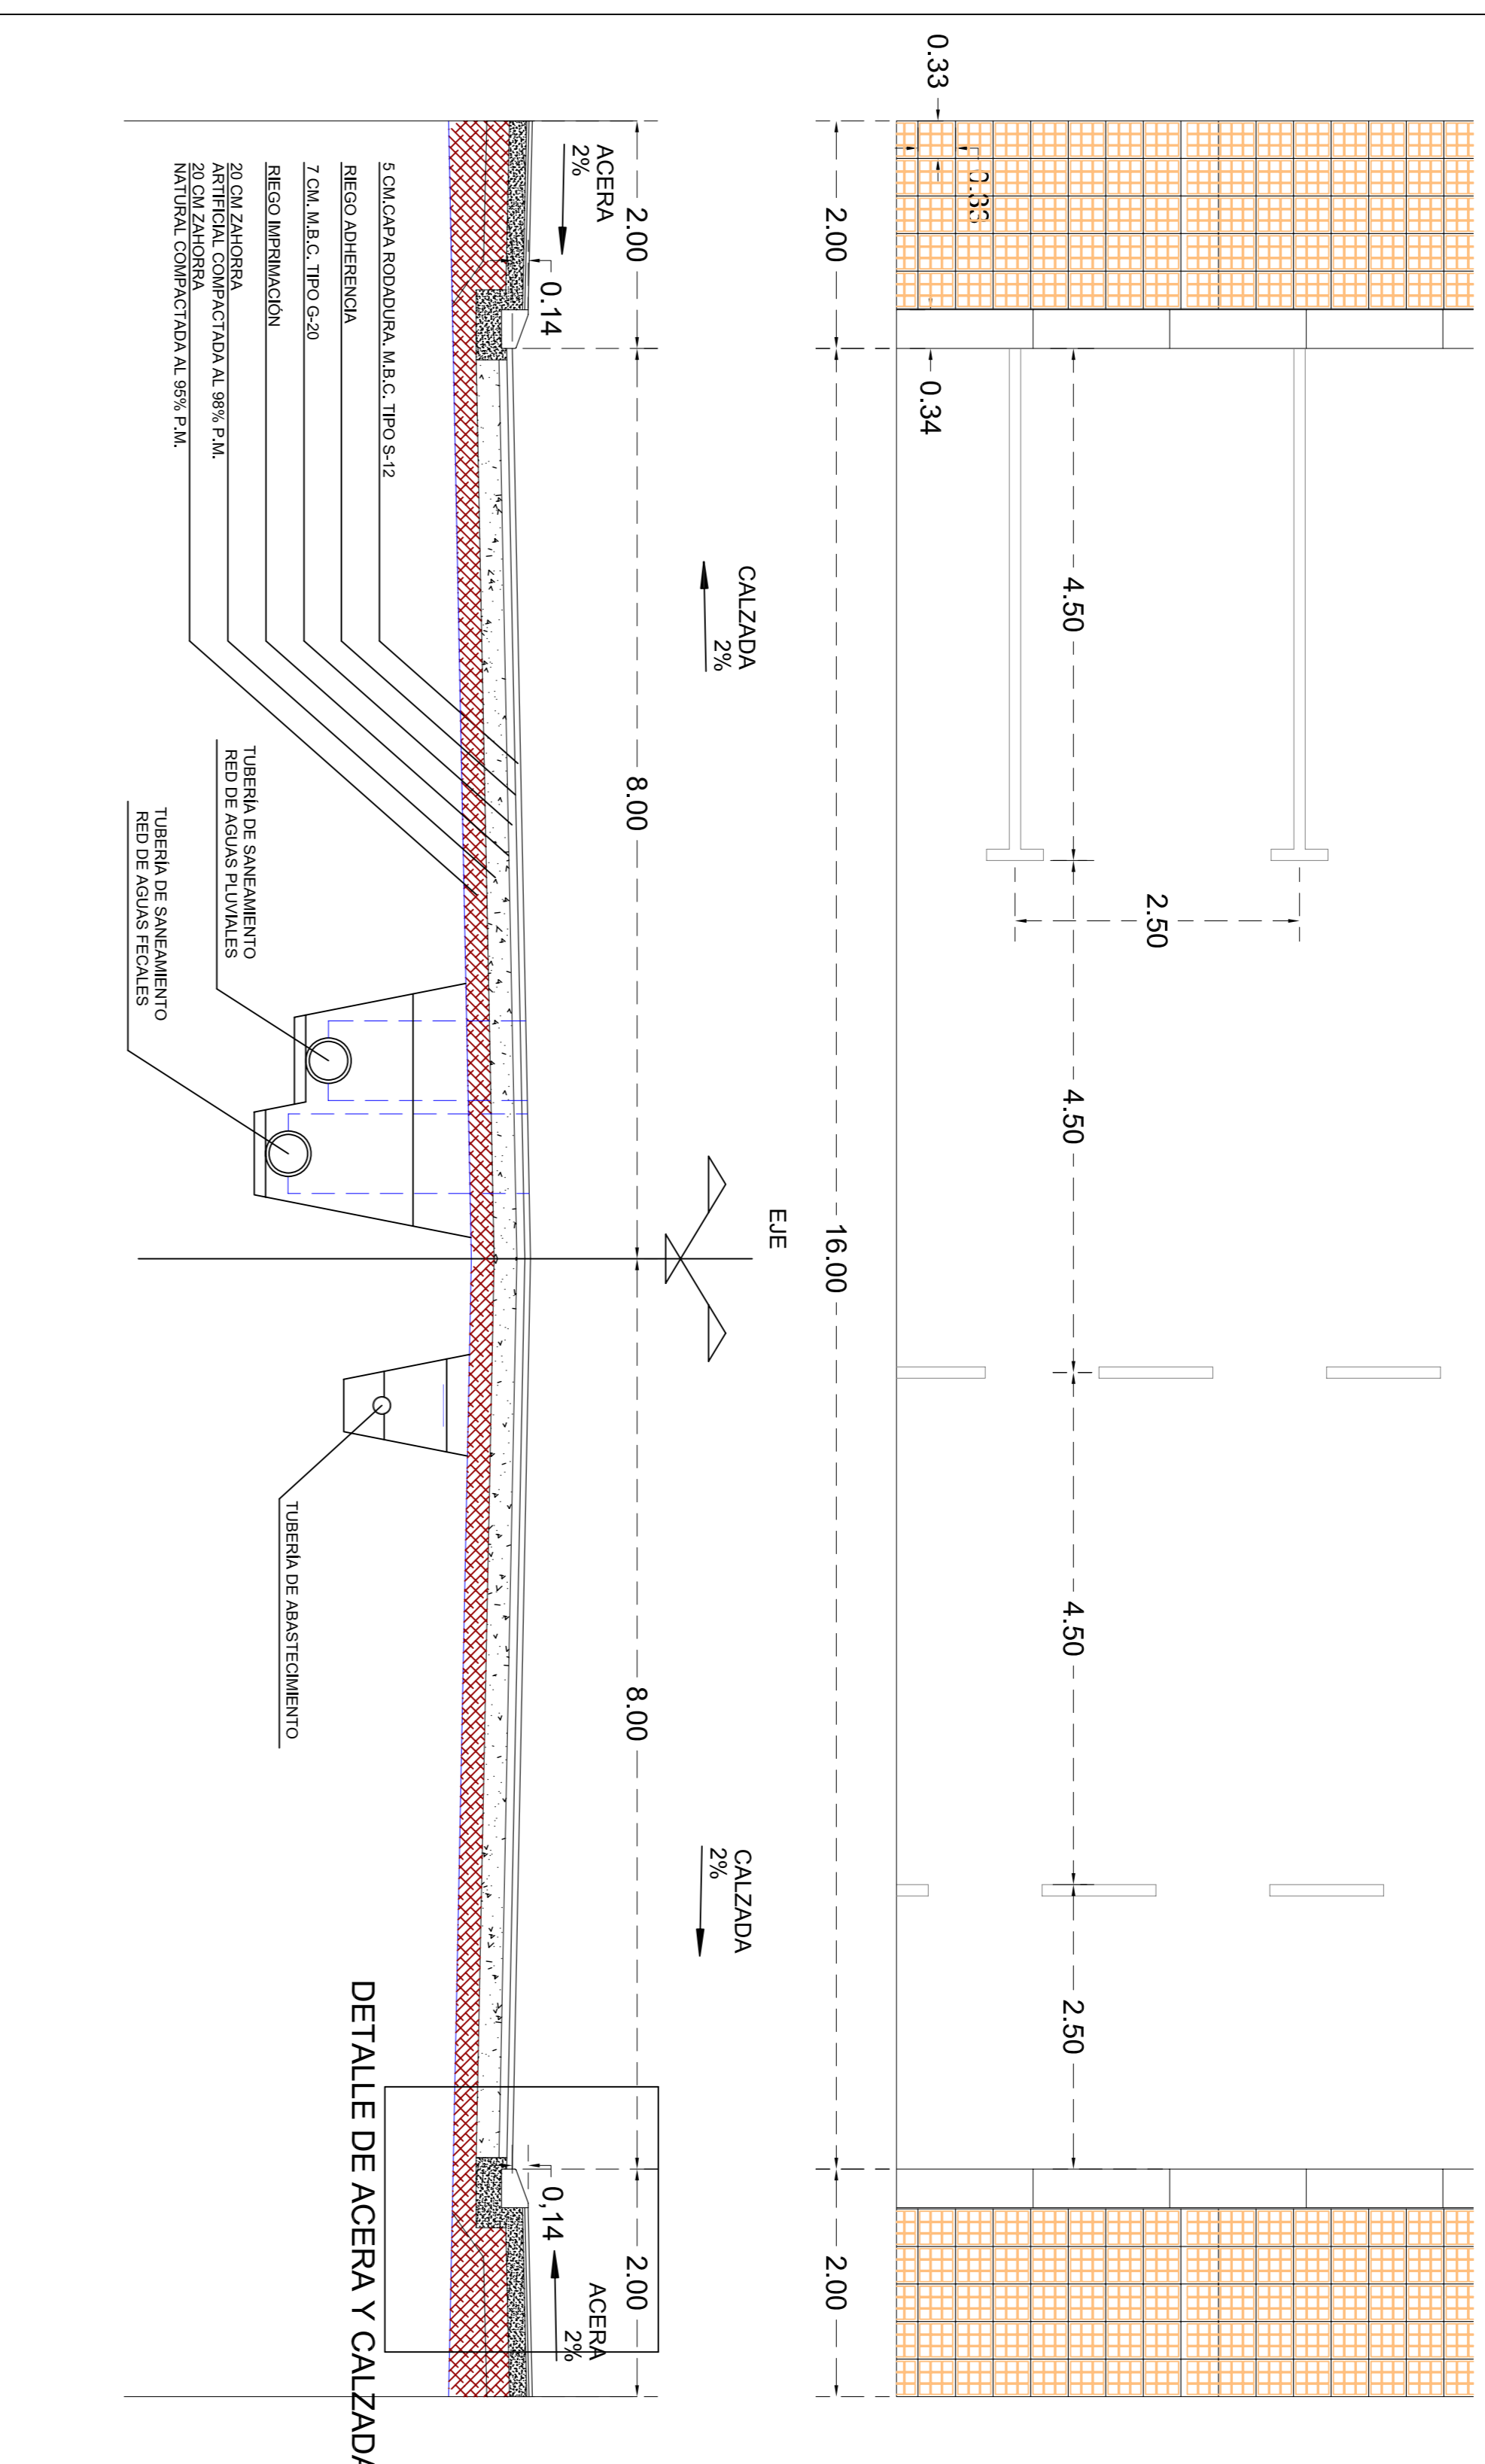 0.33
0.33
0.34
4.50
4.50
4.50
2.50
2.50
2.00
16.00
2.00
EJE
CALZADA
2%
CALZADA
2%
2.00
8.00
8.00
2.00
ACERA
2%
ACERA
2%
0.14
0,14
5 CM.CAPA RODADURA. M.B.C. TIPO S-12
RIEGO ADHERENCIA
7 CM. M.B.C. TIPO G-20
RIEGO IMPRIMACIÓN
20 CM ZAHORRA
ARTIFICIAL COMPACTADA AL 98% P.M.
20 CM ZAHORRA
NATURAL COMPACTADA AL 95% P.M.
TUBERÍA DE SANEAMIENTO
RED DE AGUAS PLUVIALES
TUBERÍA DE SANEAMIENTO
RED DE AGUAS FECALES
TUBERÍA DE ABASTECIMIENTO
DETALLE DE ACERA Y CALZADA